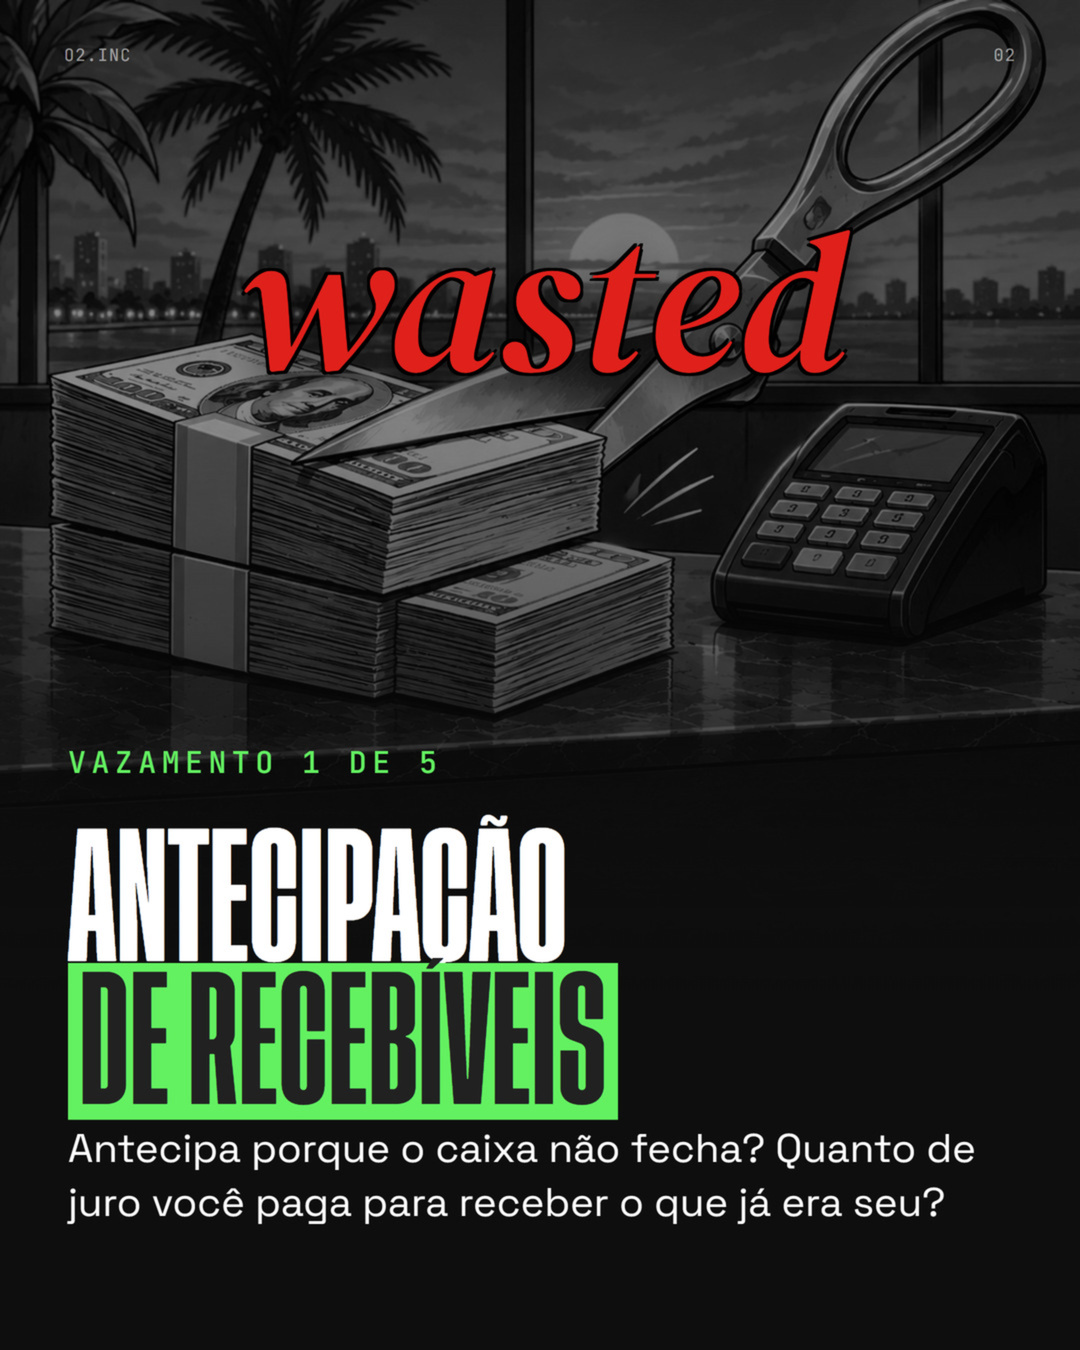 O2.INC
02
wasted
VAZAMENTO 1 DE 5
ANTECIPAÇÃO
DE RECEBÍVEIS
Antecipa porque o caixa não fecha? Quanto de
juro você paga para receber o que já era seu?